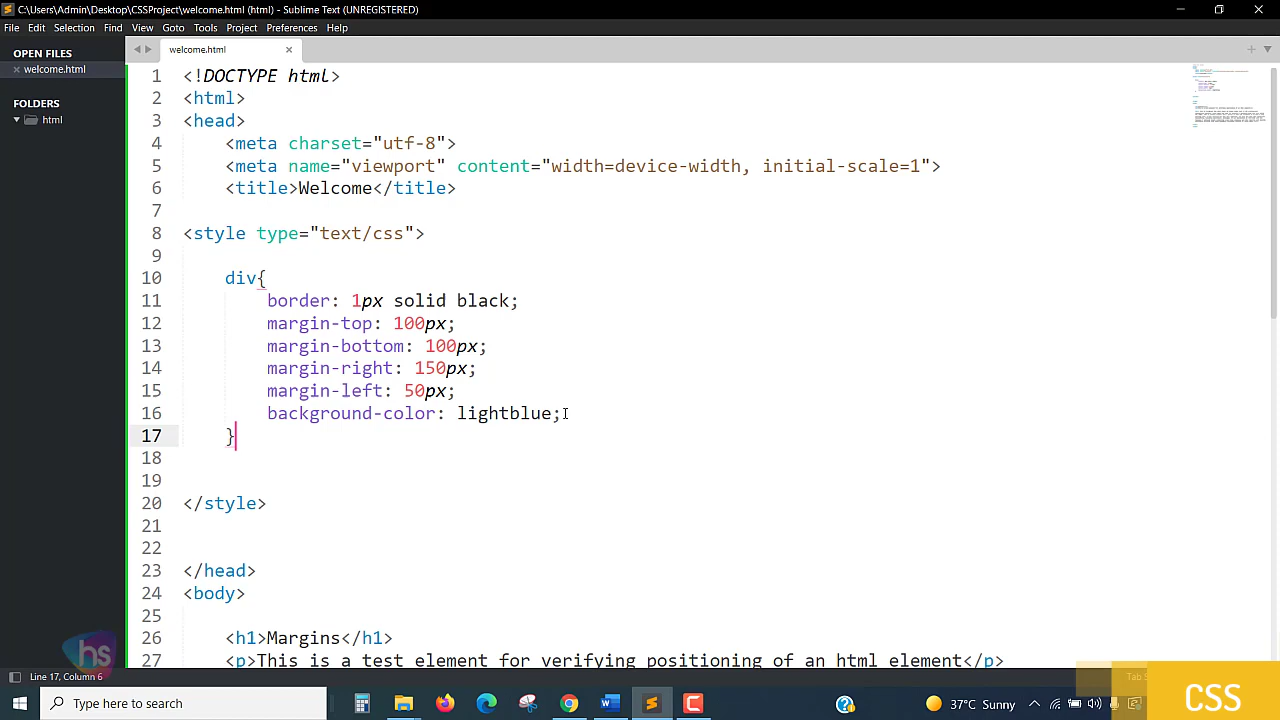 C:\Users\Admin\Desktop\CSSProject\welcome.html (html) - Sublime Text (UNREGISTERED)
File Edit Selection Find View Goto Tools Project Preferences Help
OPEN FILES
welcome.html
FOLDERS
html
welcome.html
1 <!DOCTYPE html>
2 <html>
3 <head>
4 <meta charset="utf-8">
5 <meta name="viewport" content="width=device-width, initial-scale=1">
6 <title>Welcome</title>
7
8 <style type="text/css">
9
10 div{
11 border: 1px solid black;
12 margin-top: 100px;
13 margin-bottom: 100px;
14 margin-right: 150px;
15 margin-left: 50px;
16 background-color: lightblue;
17 }
18
19
20 </style>
21
22
23 </head>
24 <body>
25
26 <h1>Margins</h1>
27 <p>This is a test element for verifying positioning of an html element</p>
hs
Line 17, Column 6
Tab S
Type here to search
37°C Sunny
CSS